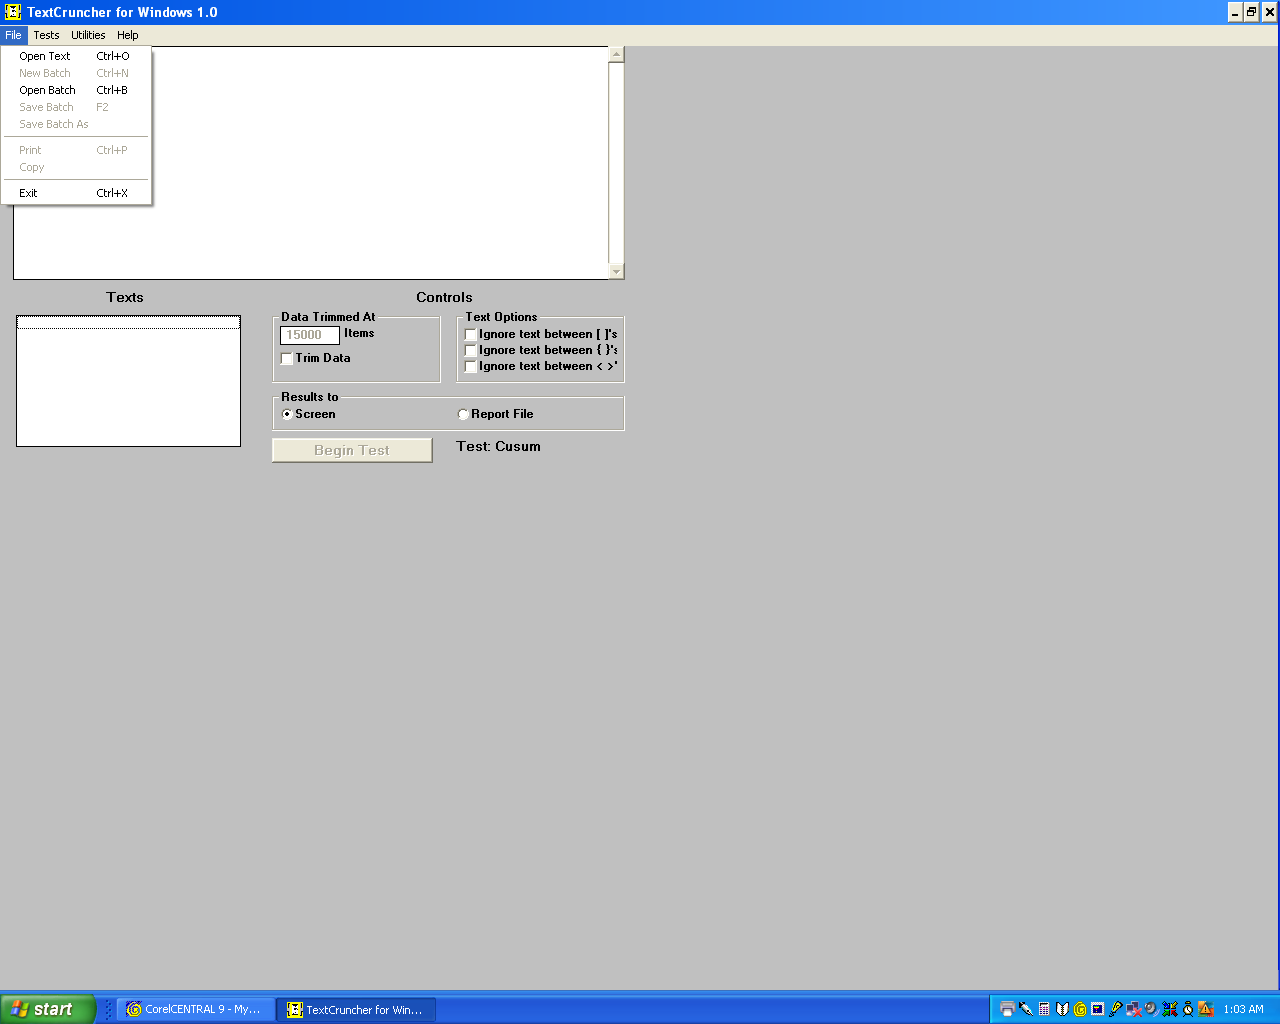 TextCruncher for Windows 1.0
File Tests Utilities Help
Open Text Ctrl+O
New Batch Ctrl+N
Open Batch Ctrl+B
Save Batch F2
Save Batch As
Print Ctrl+P
Copy
Exit Ctrl+X
Texts
Controls
Data Trimmed At
15000 Items
Trim Data
Text Options
Ignore text between [ ]'s
Ignore text between { }'s
Ignore text between < >'
Results to
Screen Report File
Begin Test
Test: Cusum
start CorelCENTRAL 9 - My... TextCruncher for Win... 1:03 AM